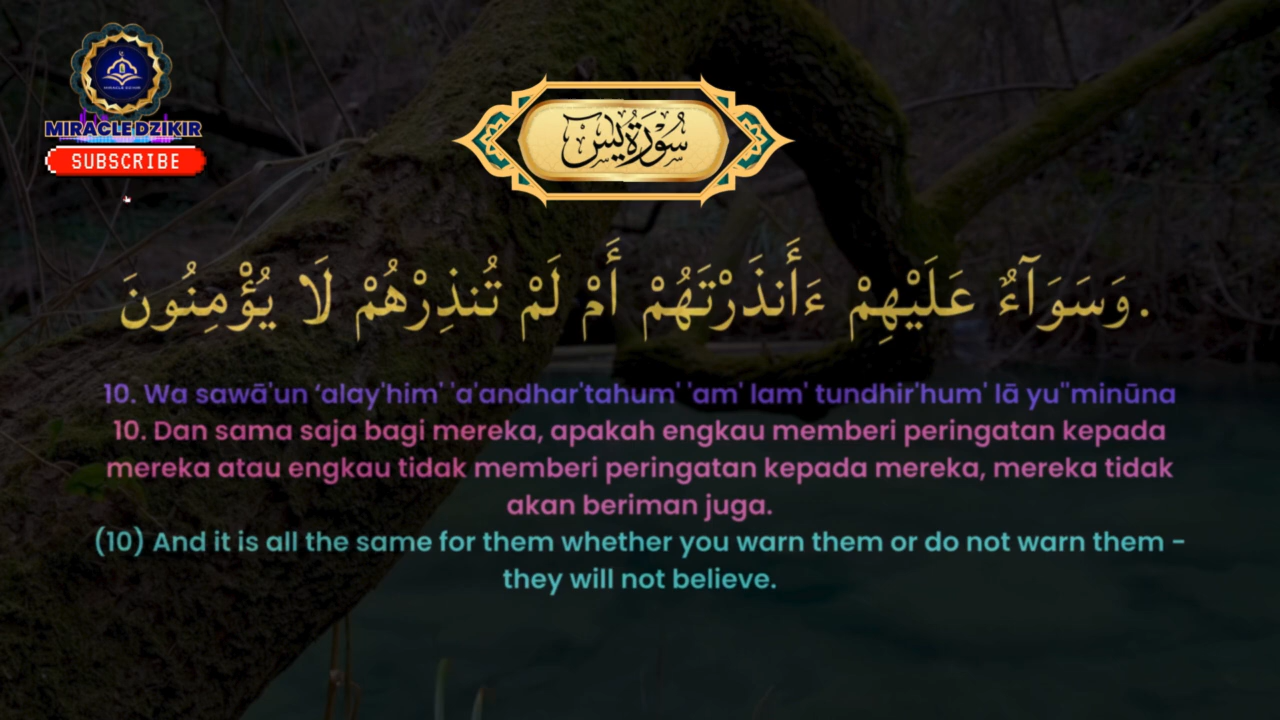 MIRACLE DZIKIR
SUBSCRIBE
سُورَةُ يس
وَسَوَآءٌ عَلَيْهِمْ ءَأَنذَرْتَهُمْ أَمْ لَمْ تُنذِرْهُمْ لَا يُؤْمِنُونَ.
10. Wa sawā'un ‘alay'him' 'a'andhar'tahum' 'am' lam' tundhir'hum' lā yu''minūna
10. Dan sama saja bagi mereka, apakah engkau memberi peringatan kepada
mereka atau engkau tidak memberi peringatan kepada mereka, mereka tidak
akan beriman juga.
(10) And it is all the same for them whether you warn them or do not warn them -
they will not believe.